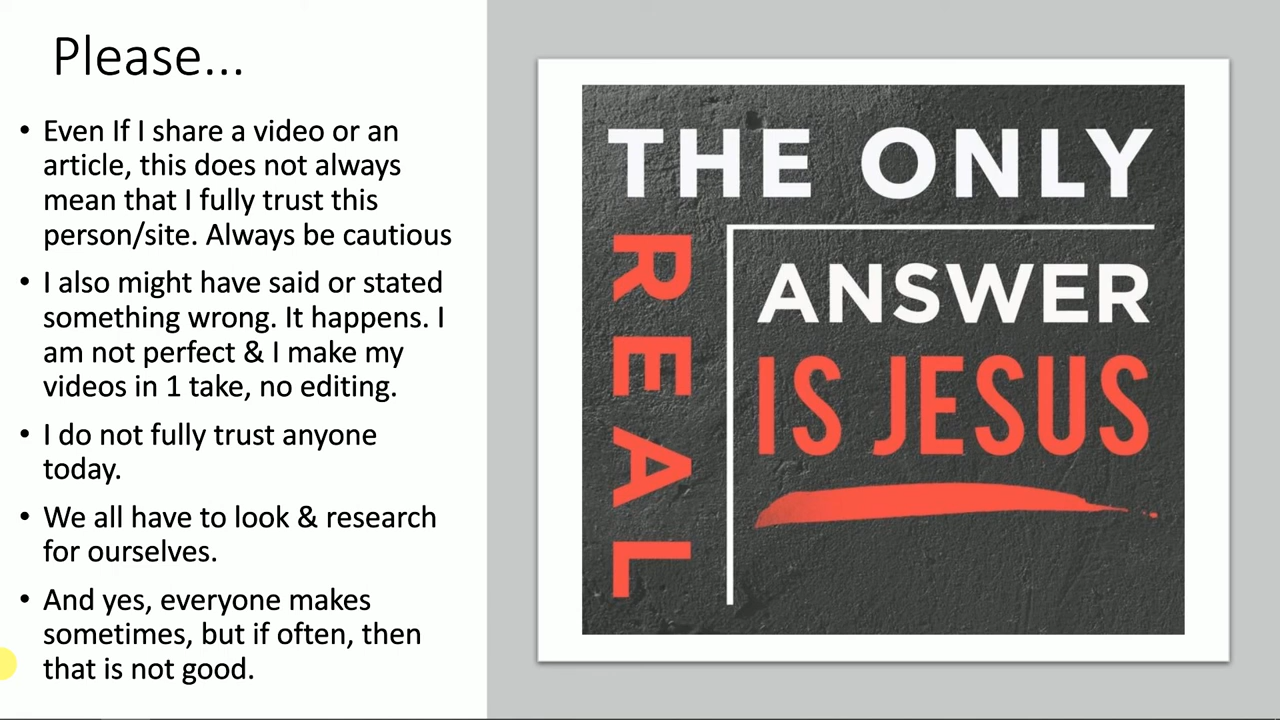 Please...
• Even If I share a video or an
article, this does not always
mean that I fully trust this
person/site. Always be cautious
• I also might have said or stated
something wrong. It happens. I
am not perfect & I make my
videos in 1 take, no editing.
• I do not fully trust anyone
today.
• We all have to look & research
for ourselves.
• And yes, everyone makes
sometimes, but if often, then
that is not good.
THE ONLY
REAL
ANSWER
IS JESUS